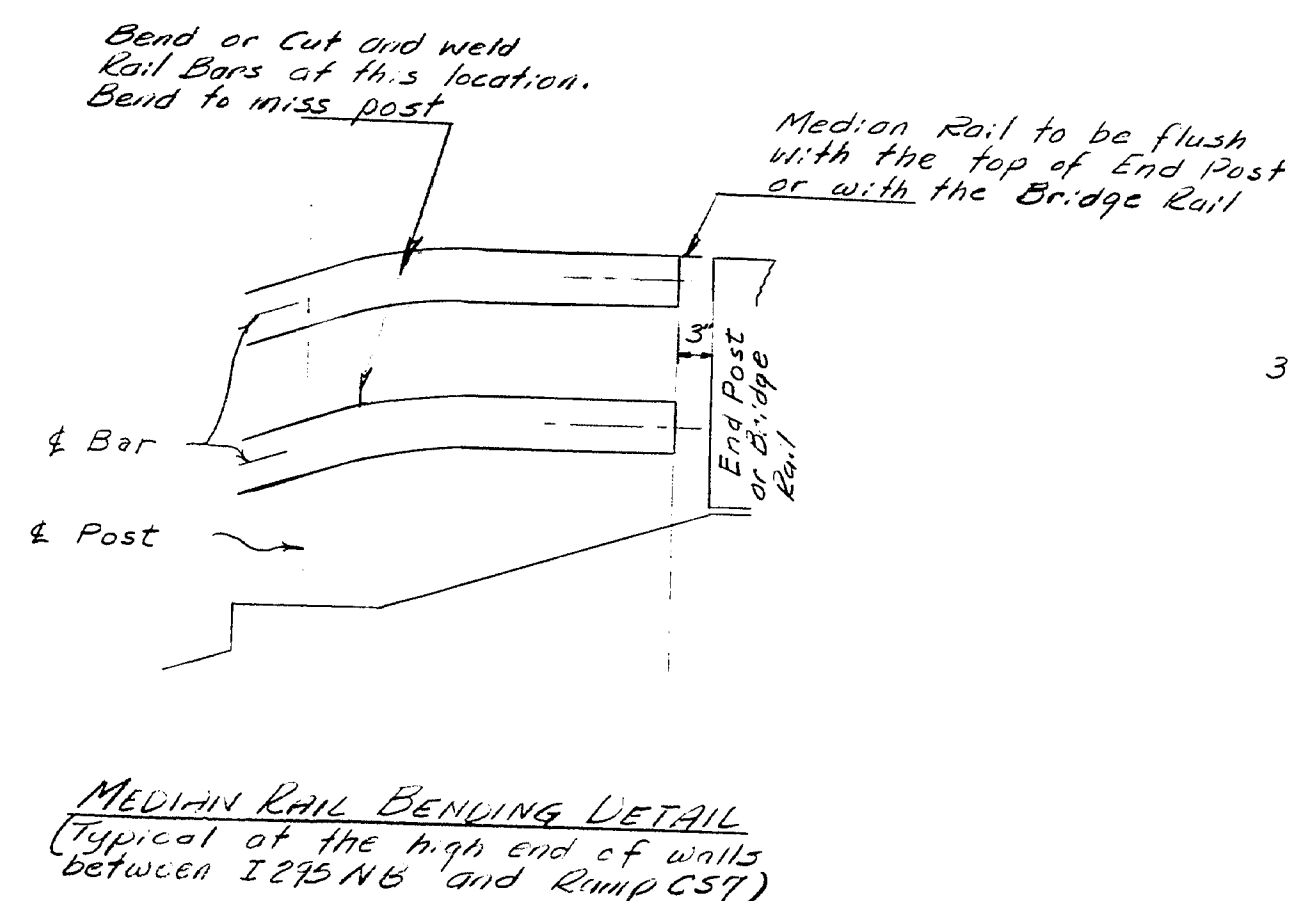 Bend or Cut and weld
Rail Bars at this location.
Bend to miss post
Median Rail to be flush
with the top of End Post
or with the Bridge Rail
3"
End Post
or Bridge
Rail
3
℄ Bar
℄ Post
MEDIAN RAIL BENDING DETAIL
(Typical at the high end of walls
between I 295 NB and Ramp CS7)